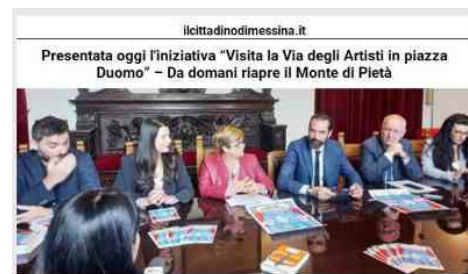 ilcittadinodimessina.it
Presentata oggi l'iniziativa "Visita la Via degli Artisti in piazza
Duomo" – Da domani riapre il Monte di Pietà